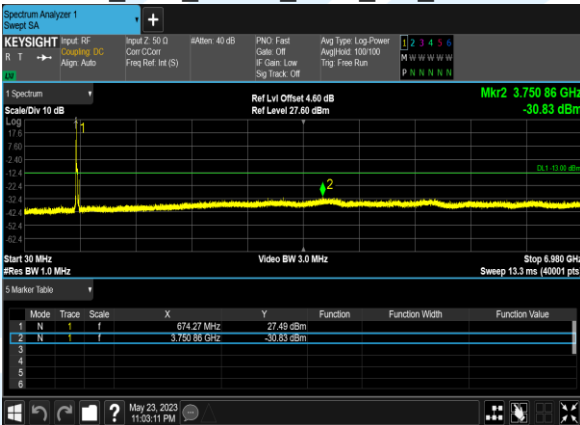 Spectrum Analyzer 1
Swept SA
+
KEYSIGHT Input: RF Input Z: 50 Ω #Atten: 40 dB PNO: Fast Avg Type: Log-Power 1 2 3 4 5 6
R T Coupling: DC Corr CCorr Gate: Off Avg|Hold: 100/100 M W W W W W
Align: Auto Freq Ref: Int (S) IF Gain: Low Trig: Free Run
LV Sig Track: Off P N N N N N
1 Spectrum Ref Lvl Offset 4.60 dB Mkr2 3.750 86 GHz
Scale/Div 10 dB Ref Level 27.60 dBm -30.83 dBm
Log
17.6
7.60
-2.40
-12.4
-22.4
-32.4
-42.4
-52.4
-62.4
1
DL1 -13.00 dBm
2
Start 30 MHz Video BW 3.0 MHz Stop 6.980 GHz
#Res BW 1.0 MHz Sweep 13.3 ms (40001 pts
5 Marker Table
Mode Trace Scale X Y Function Function Width Function Value
1 N 1 f 674.27 MHz 27.49 dBm
2 N 1 f 3.750 86 GHz -30.83 dBm
3
4
5
6
? May 23, 2023
11:03:11 PM